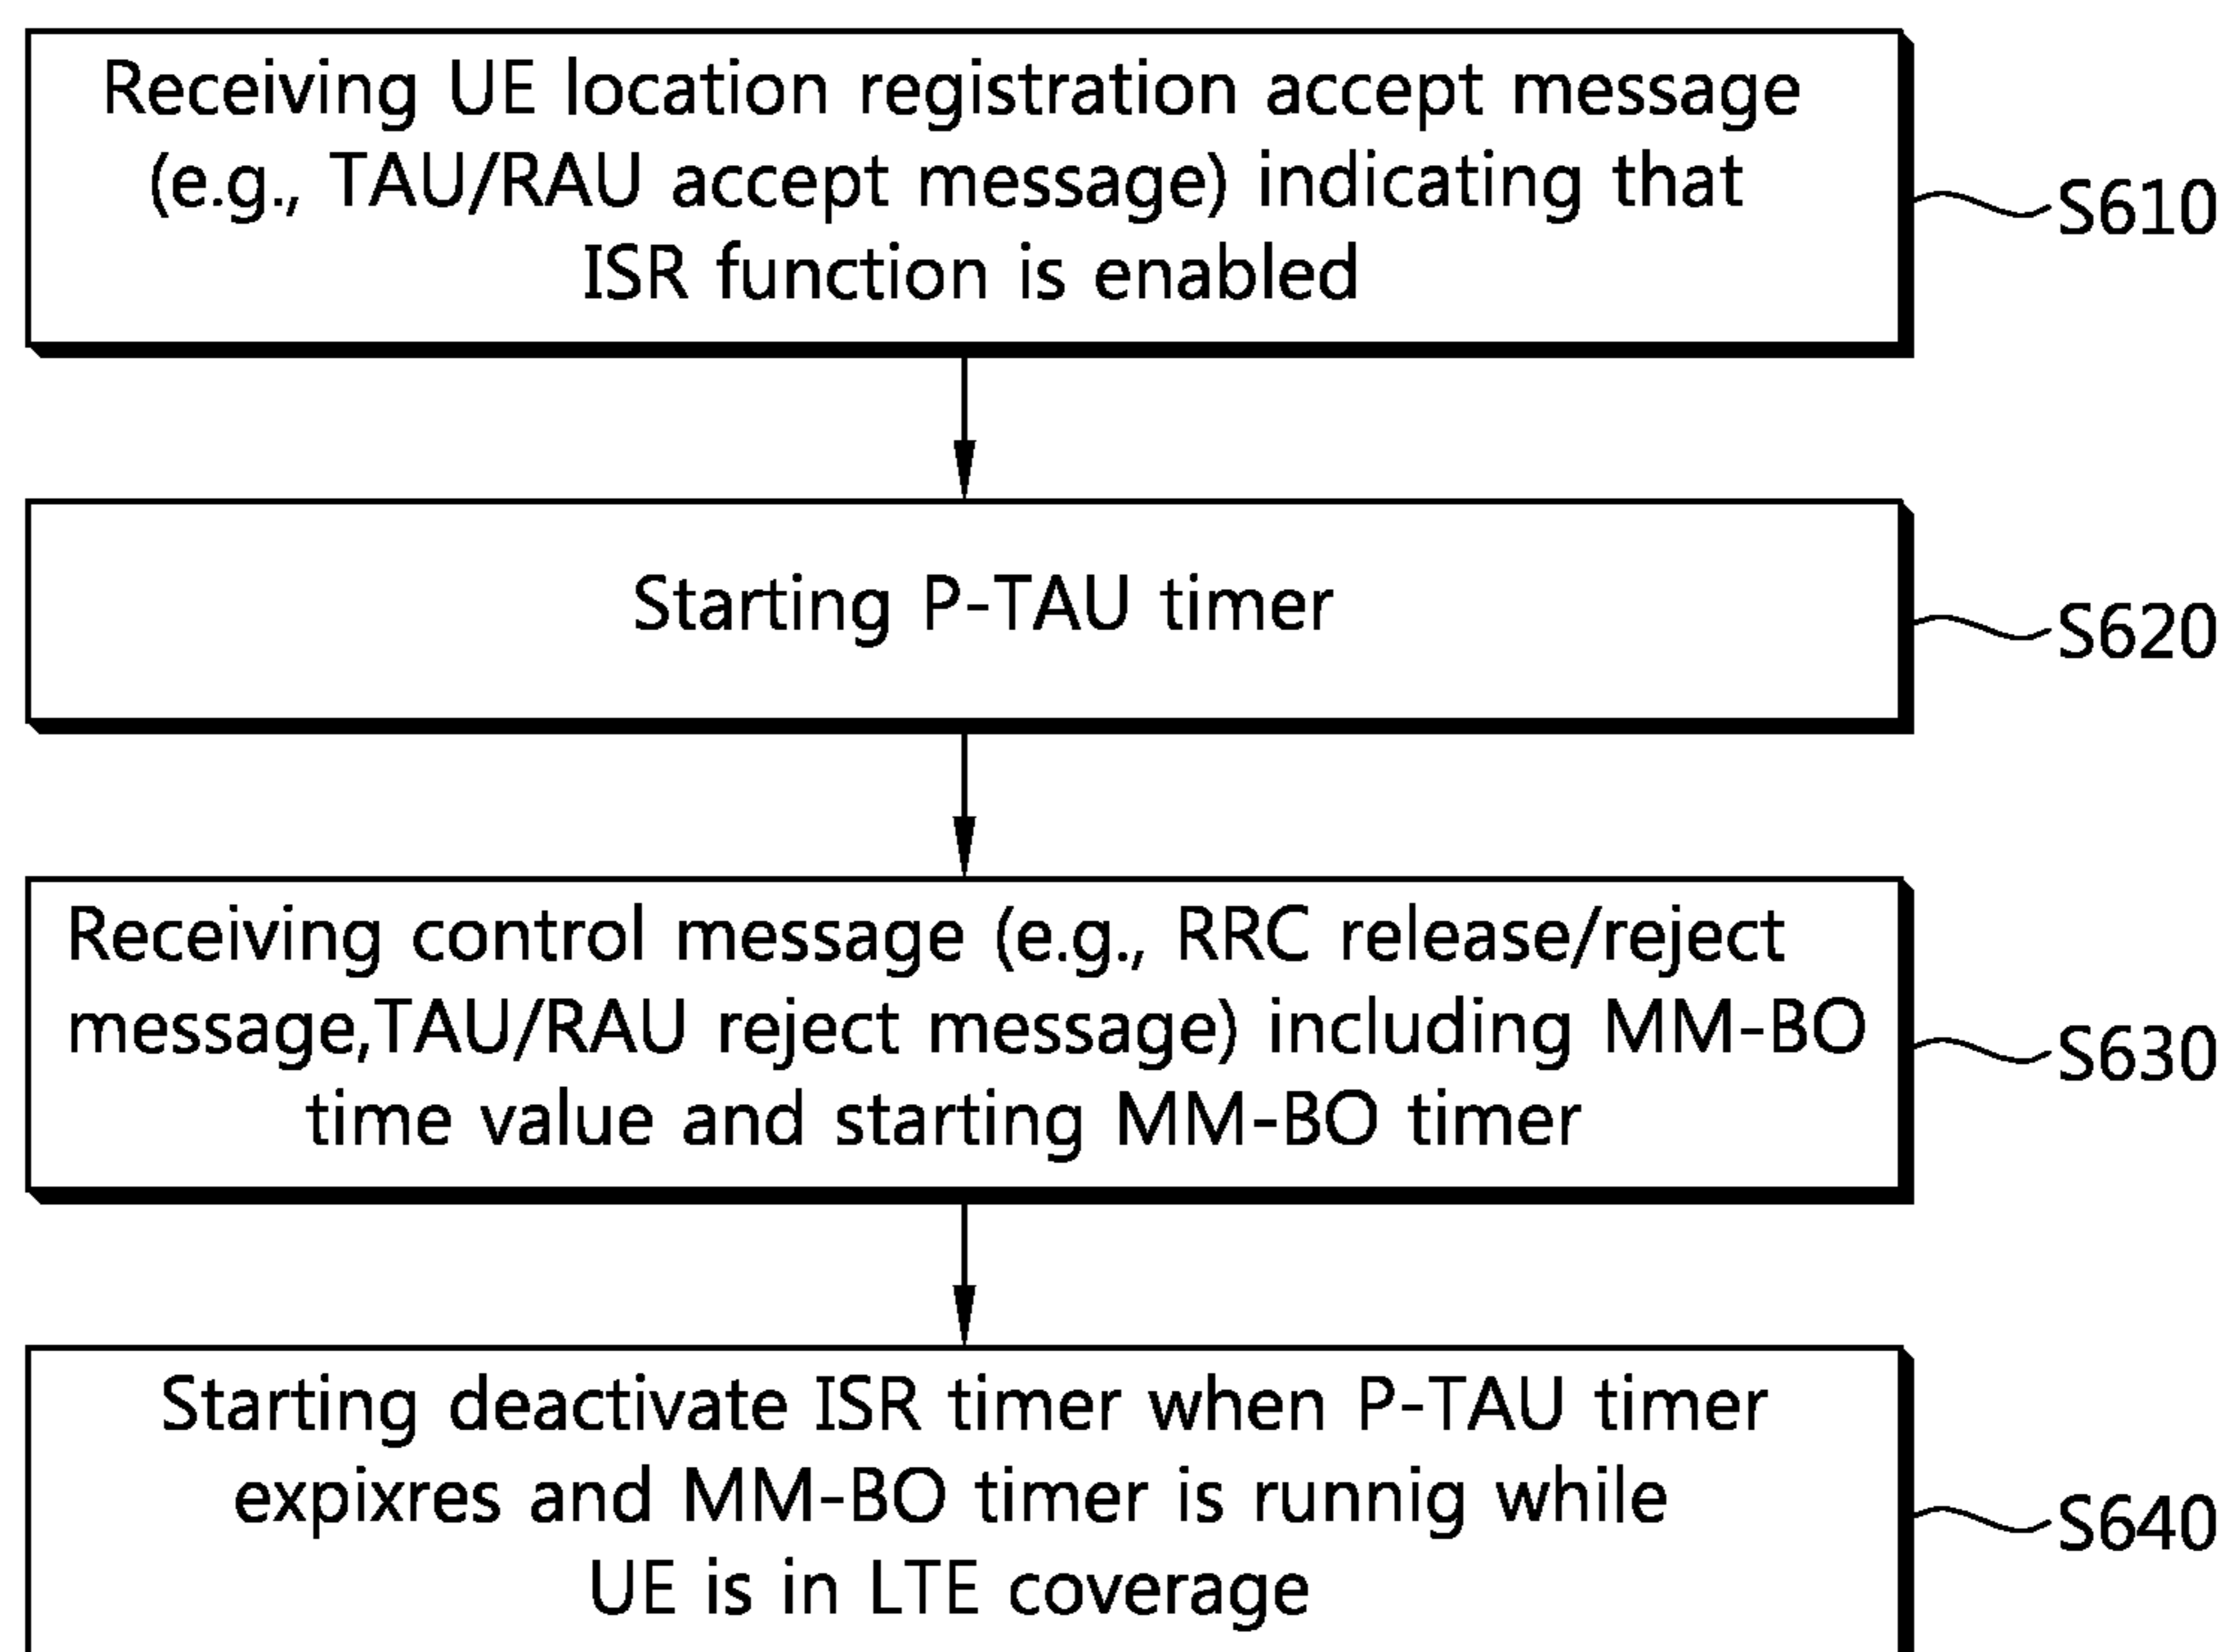 Receiving UE location registration accept message
(e.g., TAU/RAU accept message) indicating that
ISR function is enabled
S610
Starting P-TAU timer
S620
Receiving control message (e.g., RRC release/reject
message,TAU/RAU reject message) including MM-BO
time value and starting MM-BO timer
S630
Starting deactivate ISR timer when P-TAU timer
expixres and MM-BO timer is runnig while
UE is in LTE coverage
S640